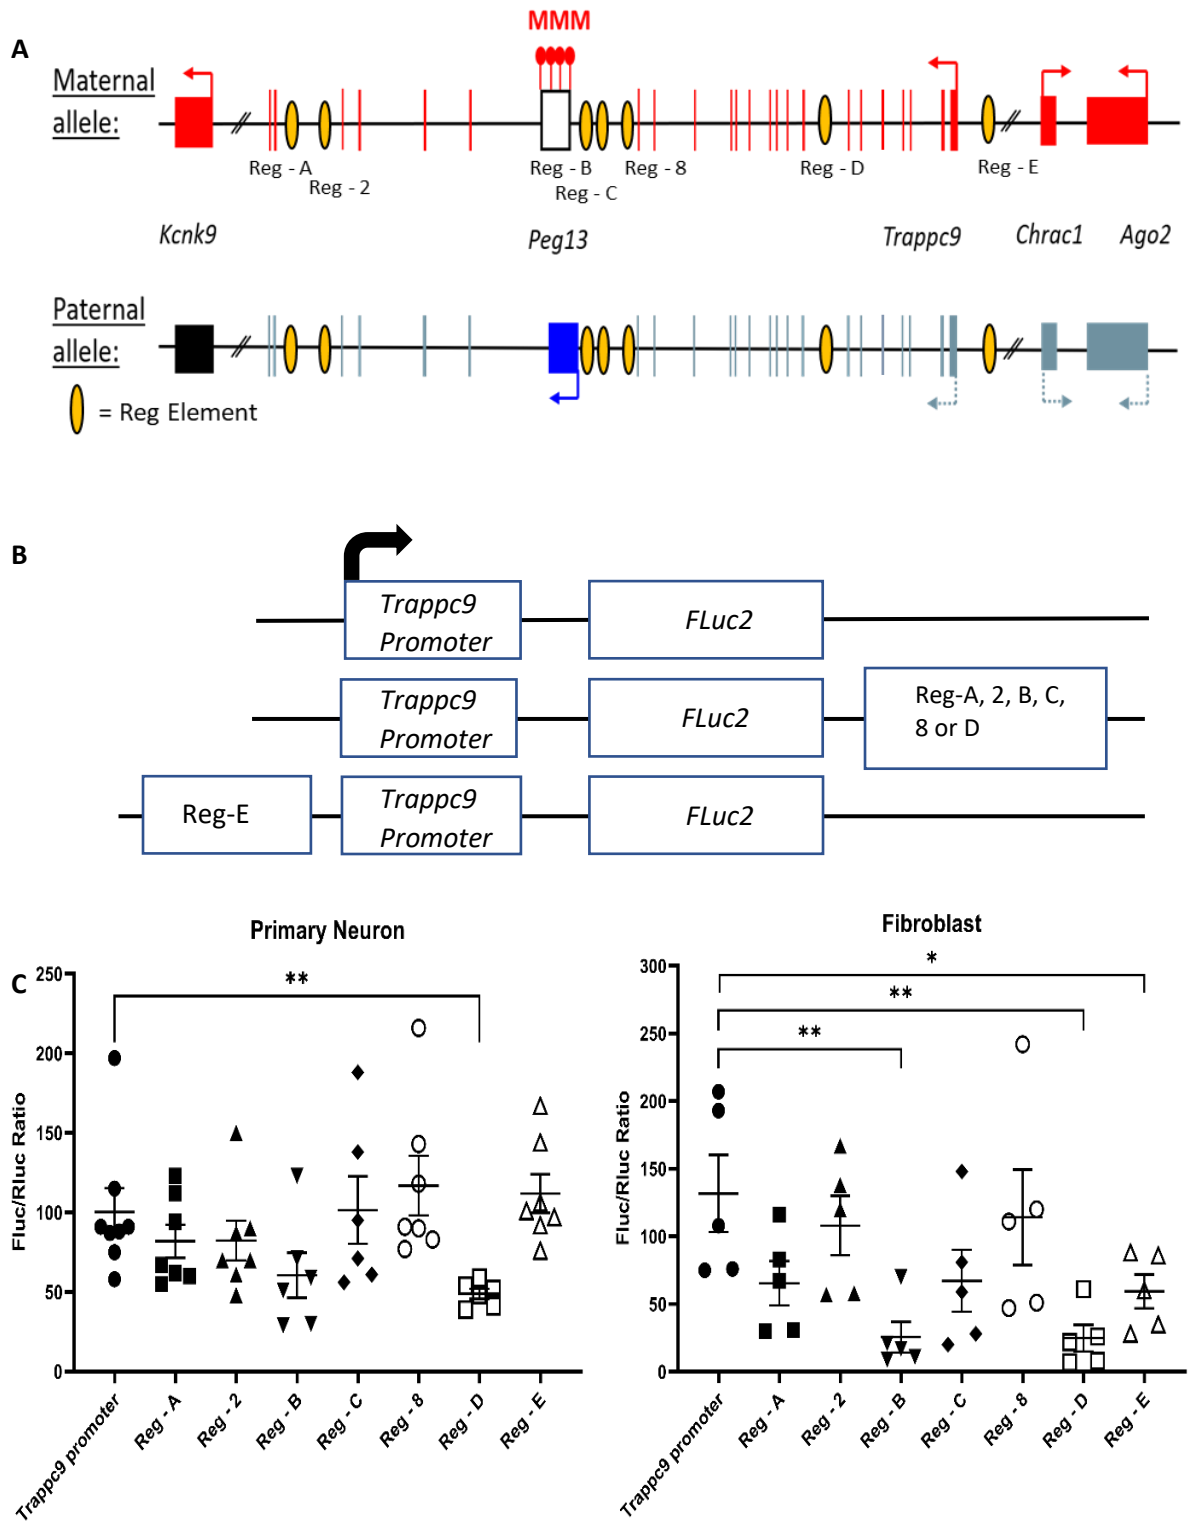 A
MMM
Maternal
allele:
Reg - A
Reg - 2
Reg - B
Reg - C
Reg - 8
Reg - D
Reg - E
Kcnk9
Peg13
Trappc9
Chrac1
Ago2
Paternal
allele:
= Reg Element
B
Trappc9
Promoter
FLuc2
Trappc9
Promoter
FLuc2
Reg-A, 2, B, C,
8 or D
Reg-E
Trappc9
Promoter
FLuc2
C
Primary Neuron
**
250
200
150
100
50
0
Fluc/Rluc Ratio
Trappc9 promoter
Reg - A
Reg - 2
Reg - B
Reg - C
Reg - 8
Reg - D
Reg - E
Fibroblast
*
**
**
300
250
200
150
100
50
0
Fluc/Rluc Ratio
Trappc9 promoter
Reg - A
Reg - 2
Reg - B
Reg - C
Reg - 8
Reg - D
Reg - E